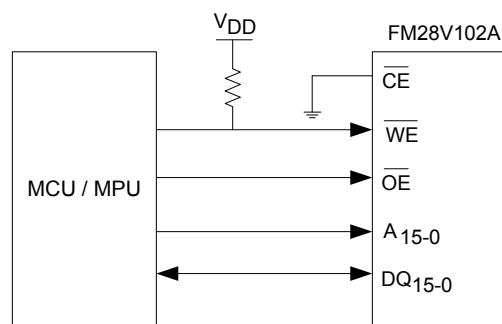 VDD
FM28V102A
CE
WE
MCU / MPU
OE
A15-0
DQ15-0